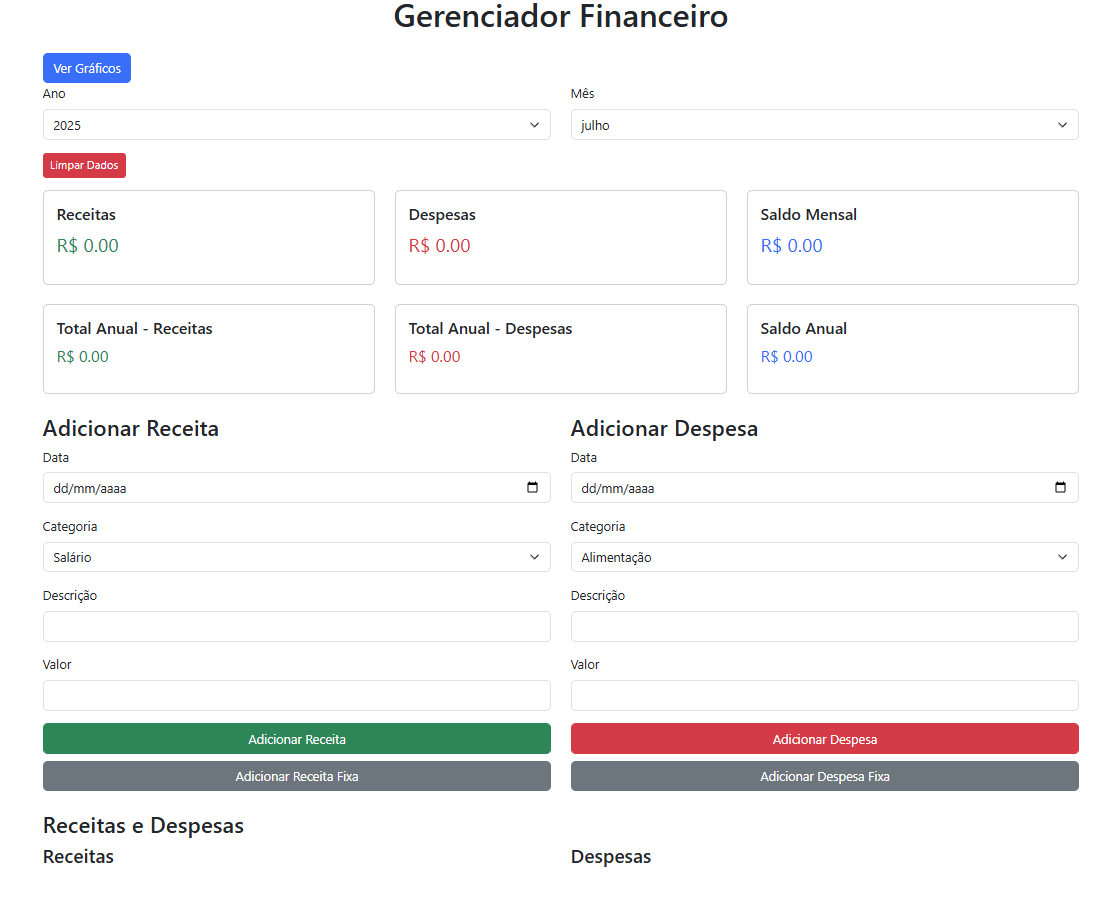 Gerenciador Financeiro
Ver Gráficos
Ano
Mês
2025
julho
Limpar Dados
Receitas
Despesas
Saldo Mensal
R$ 0.00
R$ 0.00
R$ 0.00
Total Anual - Receitas
Total Anual - Despesas
Saldo Anual
R$ 0.00
R$ 0.00
R$ 0.00
Adicionar Receita
Adicionar Despesa
Data
Data
dd/mm/aaaa
dd/mm/aaaa
Categoria
Categoria
Salário
Alimentação
Descrição
Descrição
Valor
Valor
Adicionar Receita
Adicionar Despesa
Adicionar Receita Fixa
Adicionar Despesa Fixa
Receitas e Despesas
Receitas
Despesas